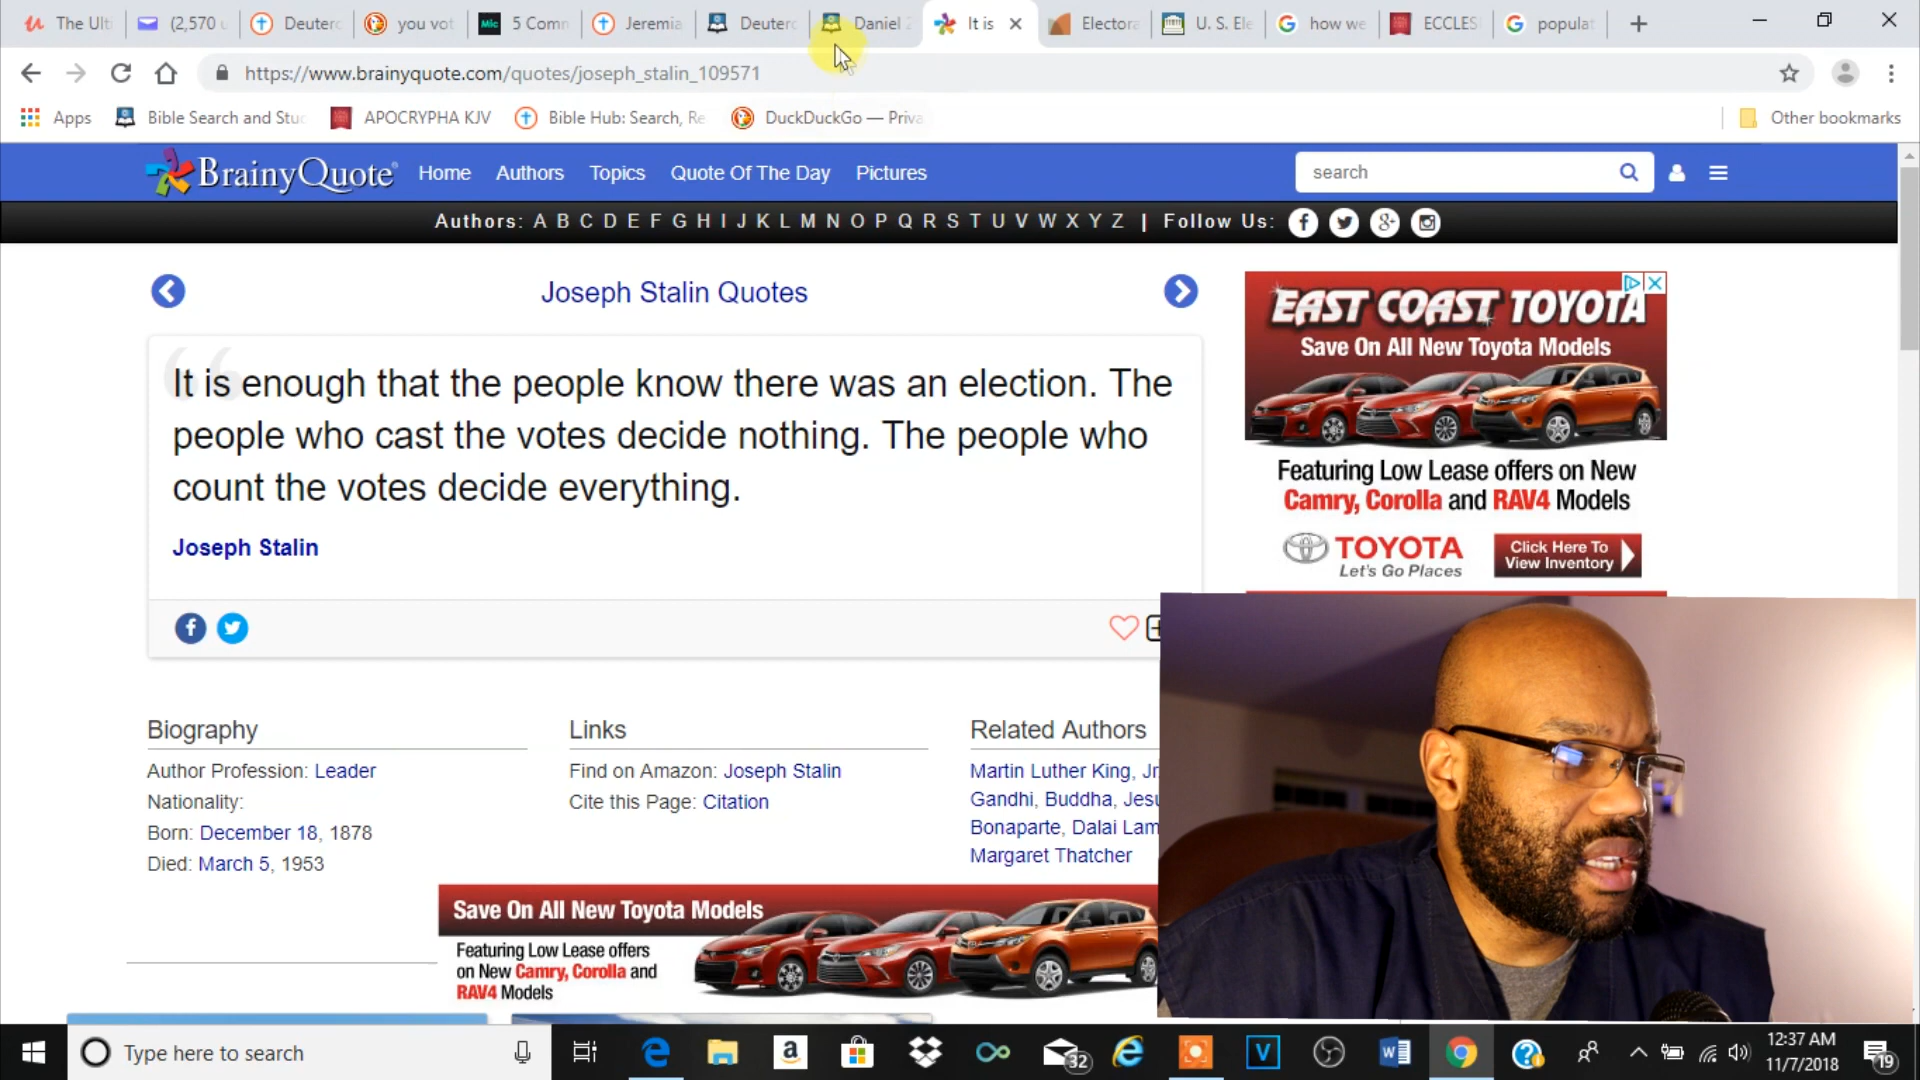 The Ulti
(2,570 u
Deuterc
you vot
5 Comm
Jeremia
Deuterc
Daniel 2
It is
Electora
U. S. Ele
how we
ECCLES
populat
https://www.brainyquote.com/quotes/joseph_stalin_109571
Apps
Bible Search and Stu
APOCRYPHA KJV
Bible Hub: Search, Re
DuckDuckGo — Priva
Other bookmarks
BrainyQuote
Home
Authors
Topics
Quote Of The Day
Pictures
search
Authors: A B C D E F G H I J K L M N O P Q R S T U V W X Y Z | Follow Us:
Joseph Stalin Quotes
It is enough that the people know there was an election. The
people who cast the votes decide nothing. The people who
count the votes decide everything.
Joseph Stalin
EAST COAST TOYOTA
Save On All New Toyota Models
Featuring Low Lease offers on New
Camry, Corolla and RAV4 Models
TOYOTA
Let's Go Places
Click Here To
View Inventory
Biography
Author Profession: Leader
Nationality:
Born: December 18, 1878
Died: March 5, 1953
Links
Find on Amazon: Joseph Stalin
Cite this Page: Citation
Related Authors
Martin Luther King, Jr
Gandhi, Buddha, Jesu
Bonaparte, Dalai Lam
Margaret Thatcher
Save On All New Toyota Models
Featuring Low Lease offers
on New Camry, Corolla and
RAV4 Models
Type here to search
32
12:37 AM
11/7/2018
19